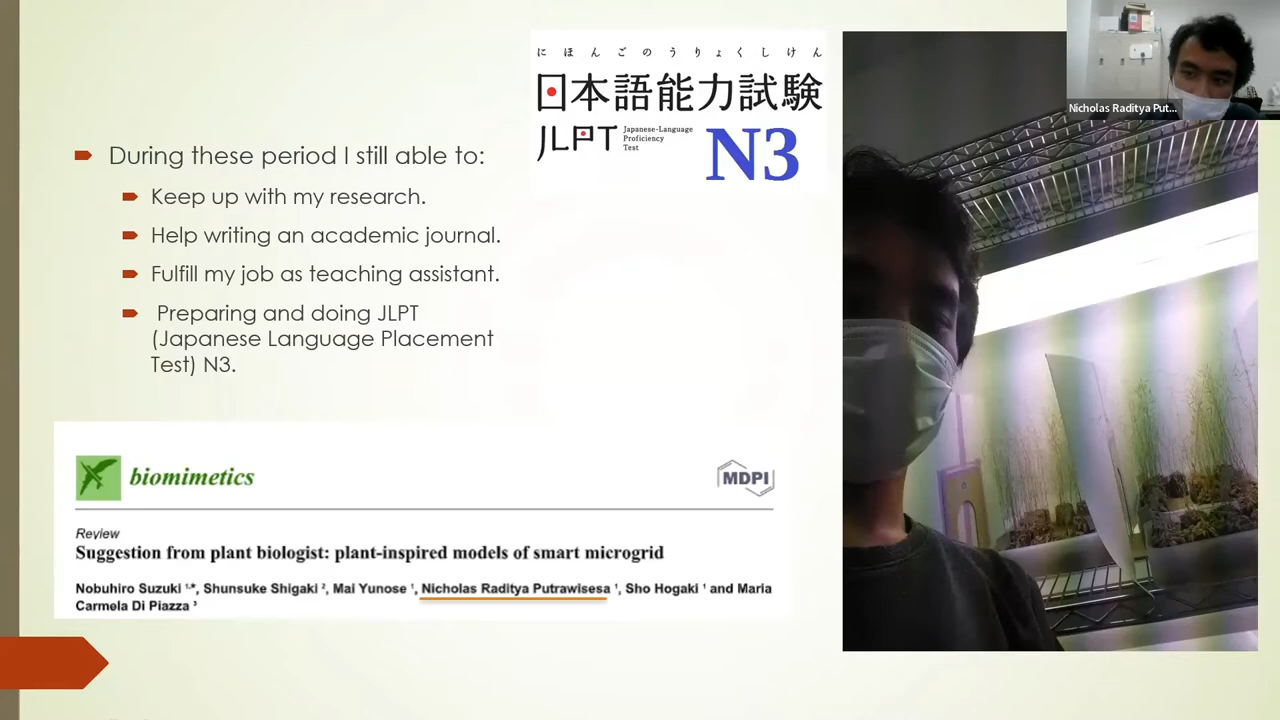 During these period I still able to:
Keep up with my research.
Help writing an academic journal.
Fulfill my job as teaching assistant.
Preparing and doing JLPT
(Japanese Language Placement
Test) N3.
にほんごのうりょくしけん
日本語能力試験
JLPT Japanese-Language
Proficiency
Test
N3
Nicholas Raditya Put...
biomimetics
MDPI
Review
Suggestion from plant biologist: plant-inspired models of smart microgrid
Nobuhiro Suzuki 1,*, Shunsuke Shigaki 2, Mai Yunose 1, Nicholas Raditya Putrawisesa 1, Sho Hogaki 1 and Maria
Carmela Di Piazza 3